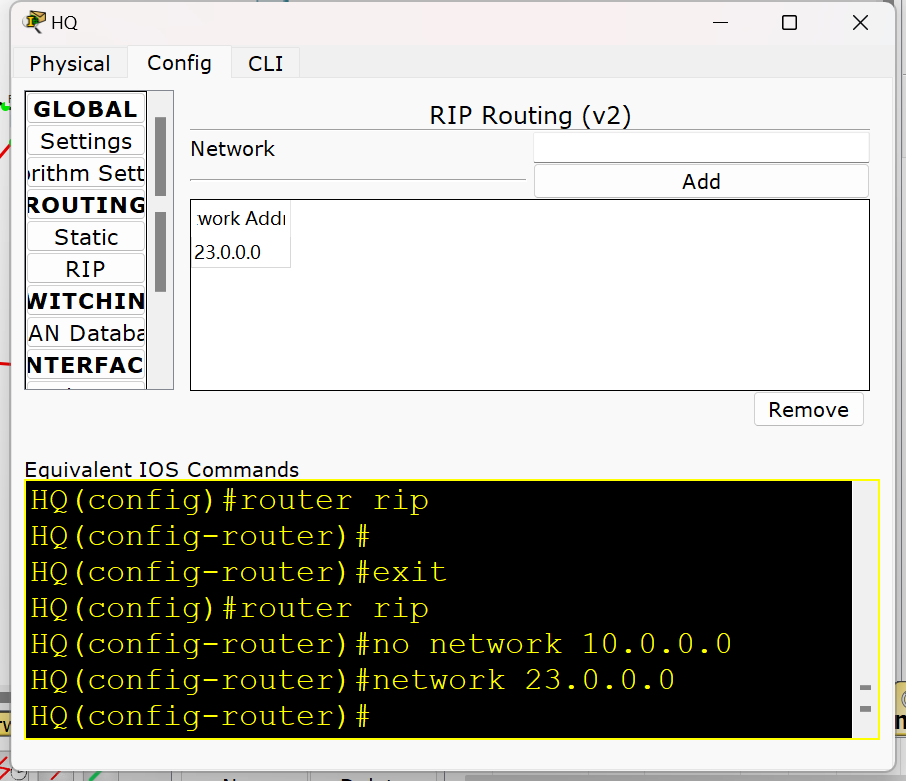 HQ
Physical
Config
CLI
GLOBAL
Settings
rithm Sett
ROUTING
Static
RIP
WITCHIN
AN Databa
NTERFAC
RIP Routing (v2)
Network
Add
work Addr
23.0.0.0
Remove
Equivalent IOS Commands
HQ(config)#router rip
HQ(config-router)#
HQ(config-router)#exit
HQ(config)#router rip
HQ(config-router)#no network 10.0.0.0
HQ(config-router)#network 23.0.0.0
HQ(config-router)#